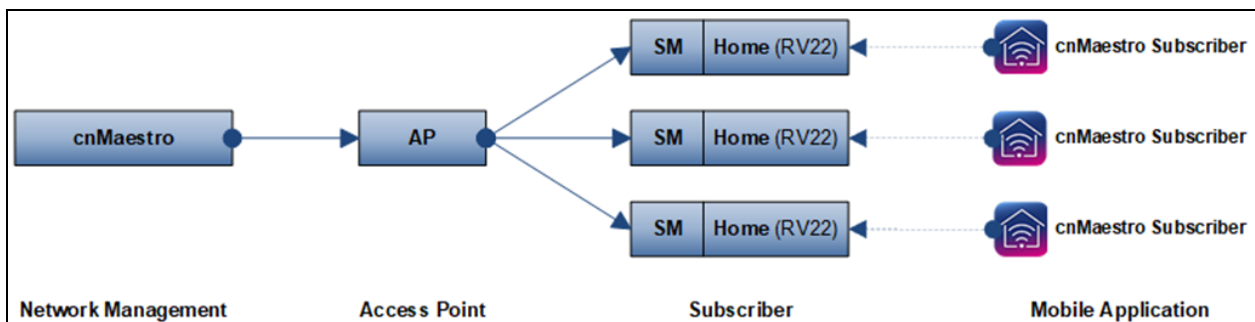 SM Home (RV22) cnMaestro Subscriber
cnMaestro AP SM Home (RV22) cnMaestro Subscriber
SM Home (RV22) cnMaestro Subscriber
Network Management Access Point Subscriber Mobile Application